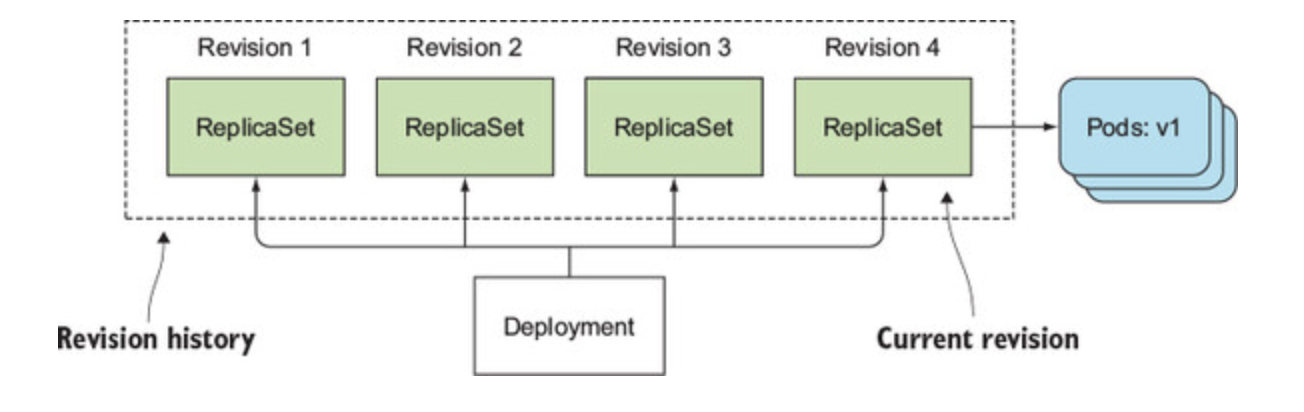 Revision 1
Revision 2
Revision 3
Revision 4
ReplicaSet
ReplicaSet
ReplicaSet
ReplicaSet
Pods: v1
Deployment
Revision history
Current revision